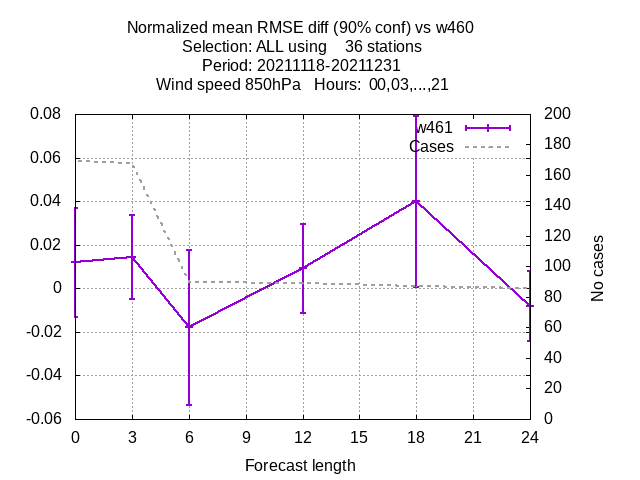 Normalized mean RMSE diff (90% conf) vs w460
Selection: ALL using 36 stations
Period: 20211118-20211231
Wind speed 850hPa Hours: 00,03,...,21
w461
Cases
0.08
0.06
0.04
0.02
0
-0.02
-0.04
-0.06
200
180
160
140
120
100
80
60
40
20
0
No cases
0 3 6 9 12 15 18 21 24
Forecast length